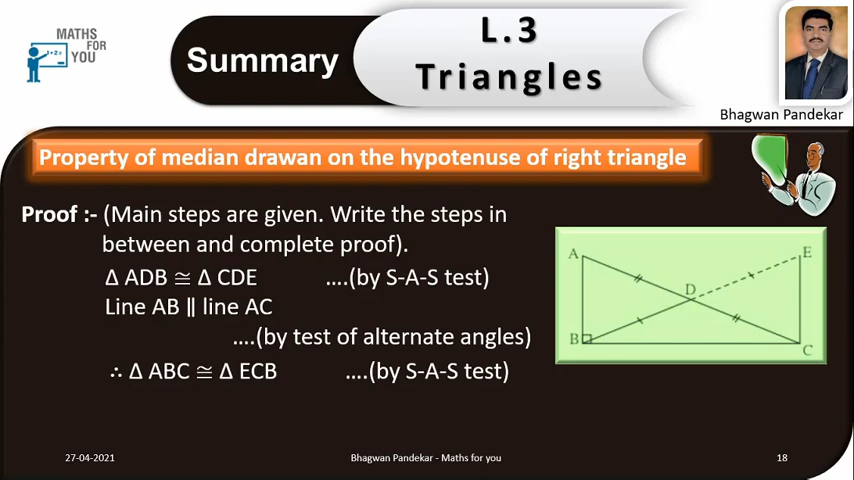 MATHS
FOR
YOU
1+2=
Summary
L.3
Triangles
Bhagwan Pandekar
Property of median drawan on the hypotenuse of right triangle
Proof :- (Main steps are given. Write the steps in
between and complete proof).
Δ ADB ≅ Δ CDE ....(by S-A-S test)
Line AB ∥ line AC
....(by test of alternate angles)
∴ Δ ABC ≅ Δ ECB ....(by S-A-S test)
A
E
D
B
C
27-04-2021
Bhagwan Pandekar - Maths for you
18